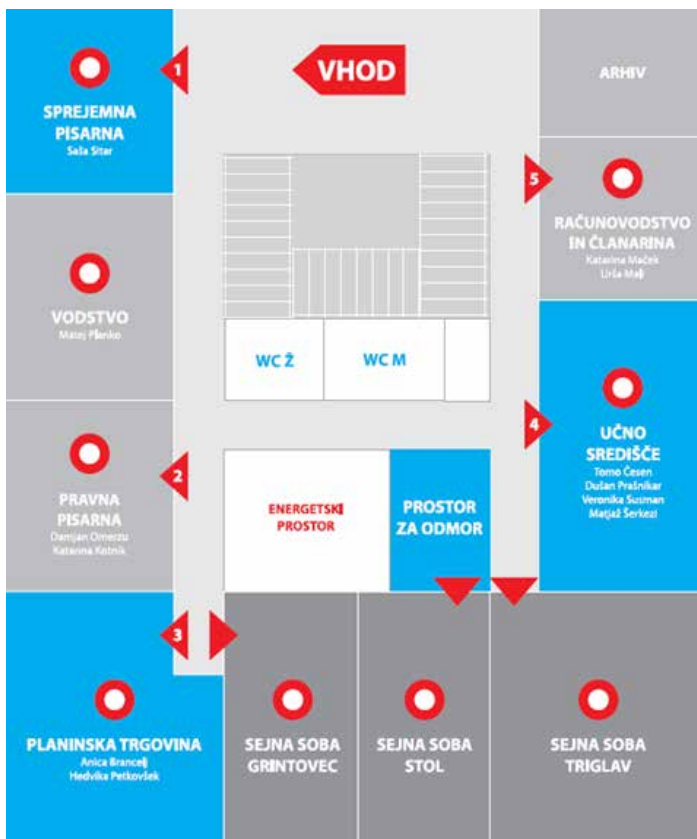 1
VHOD
ARHIV
SPREJEMNA
PISARNA
Saša Sitar
5
RAČUNOVODSTVO
IN ČLANARINA
Katarina Maček
Urša Mali
VODSTVO
Matej Planko
WC Ž
WC M
4
UČNO
SREDIŠČE
Tomo Česen
Dušan Prašnikar
Veronika Susman
Matjaž Šerkezi
2
PRAVNA
PISARNA
Damjan Omerzu
Katarina Kotnik
ENERGETSKI
PROSTOR
PROSTOR
ZA ODMOR
3
PLANINSKA TRGOVINA
Anica Brancelj
Hedvika Petkovšek
SEJNA SOBA
GRINTOVEC
SEJNA SOBA
STOL
SEJNA SOBA
TRIGLAV